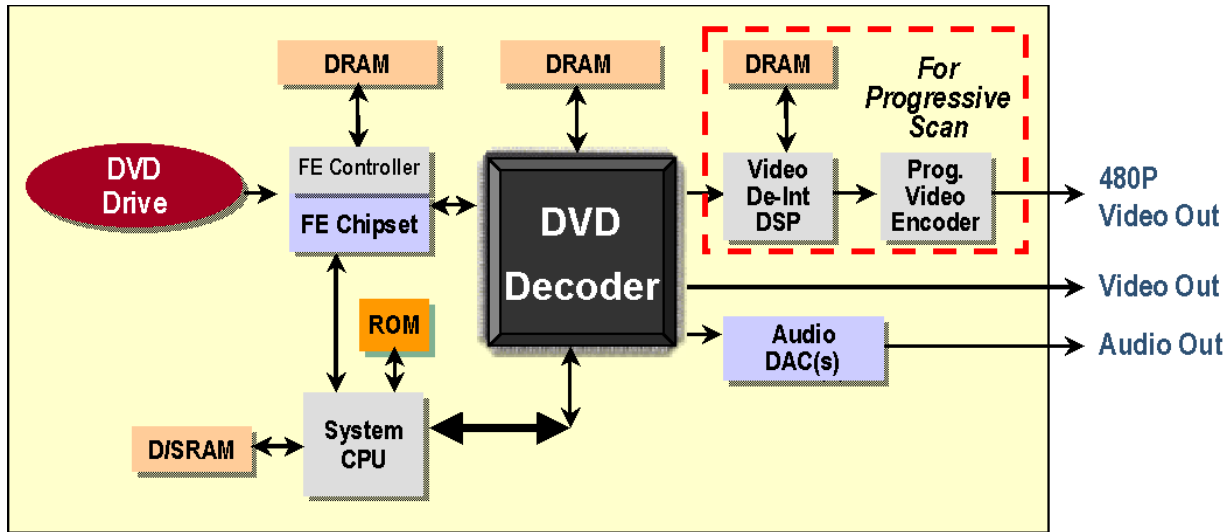 DRAM
DRAM
DRAM
For
Progressive
Scan
DVD
Drive
FE Controller
FE Chipset
DVD
Decoder
Video
De-Int
DSP
Prog.
Video
Encoder
480P
Video Out
Video Out
ROM
Audio
DAC(s)
Audio Out
D/SRAM
System
CPU